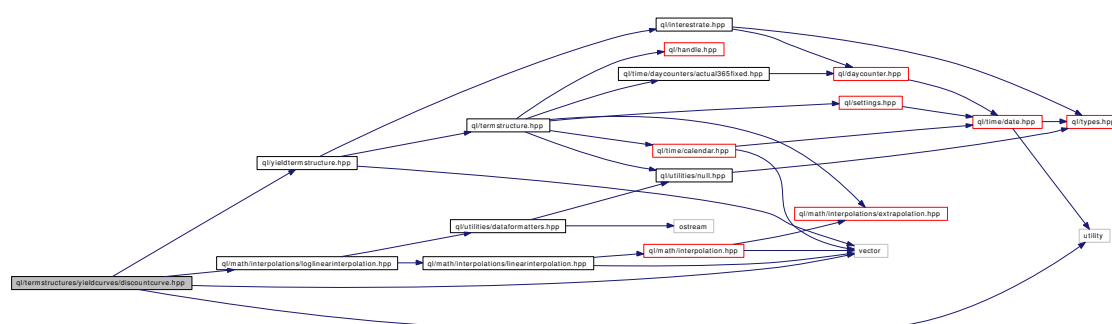 ql/interestrate.hpp
ql/handle.hpp
ql/time/daycounters/actual365fixed.hpp
ql/daycounter.hpp
ql/settings.hpp
ql/termstructure.hpp
ql/time/date.hpp
ql/types.hpp
ql/time/calendar.hpp
ql/yieldtermstructure.hpp
ql/utilities/null.hpp
ql/math/interpolations/extrapolation.hpp
ql/utilities/dataformatters.hpp
ostream
utility
ql/math/interpolation.hpp
vector
ql/math/interpolations/loglinearinterpolation.hpp
ql/math/interpolations/linearinterpolation.hpp
ql/termstructures/yieldcurves/discountcurve.hpp